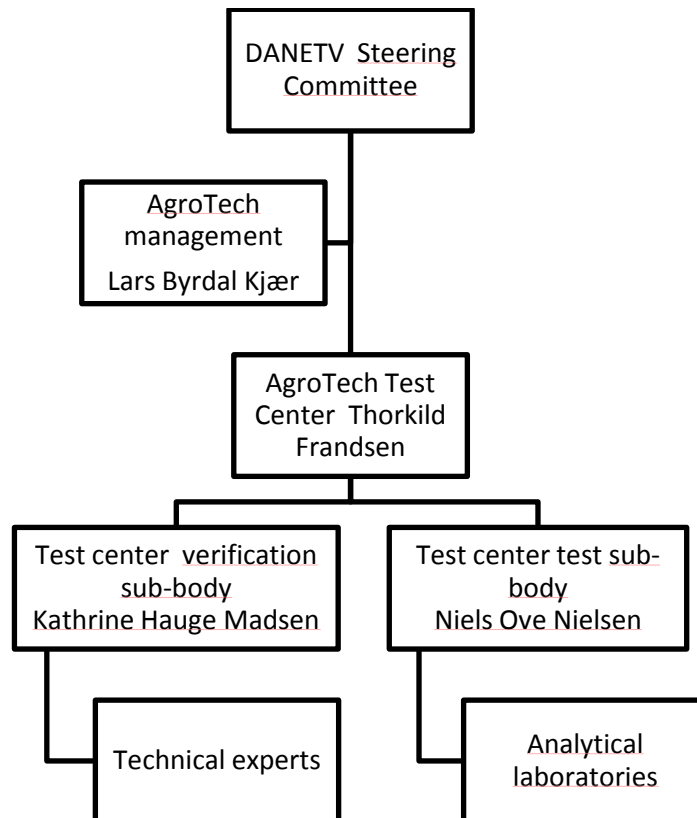 DANETV Steering
Committee
AgroTech
management
Lars Byrdal Kjær
AgroTech Test
Center Thorkild
Frandsen
Test center verification
sub-body
Kathrine Hauge Madsen
Test center test sub-
body
Niels Ove Nielsen
Technical experts
Analytical
laboratories